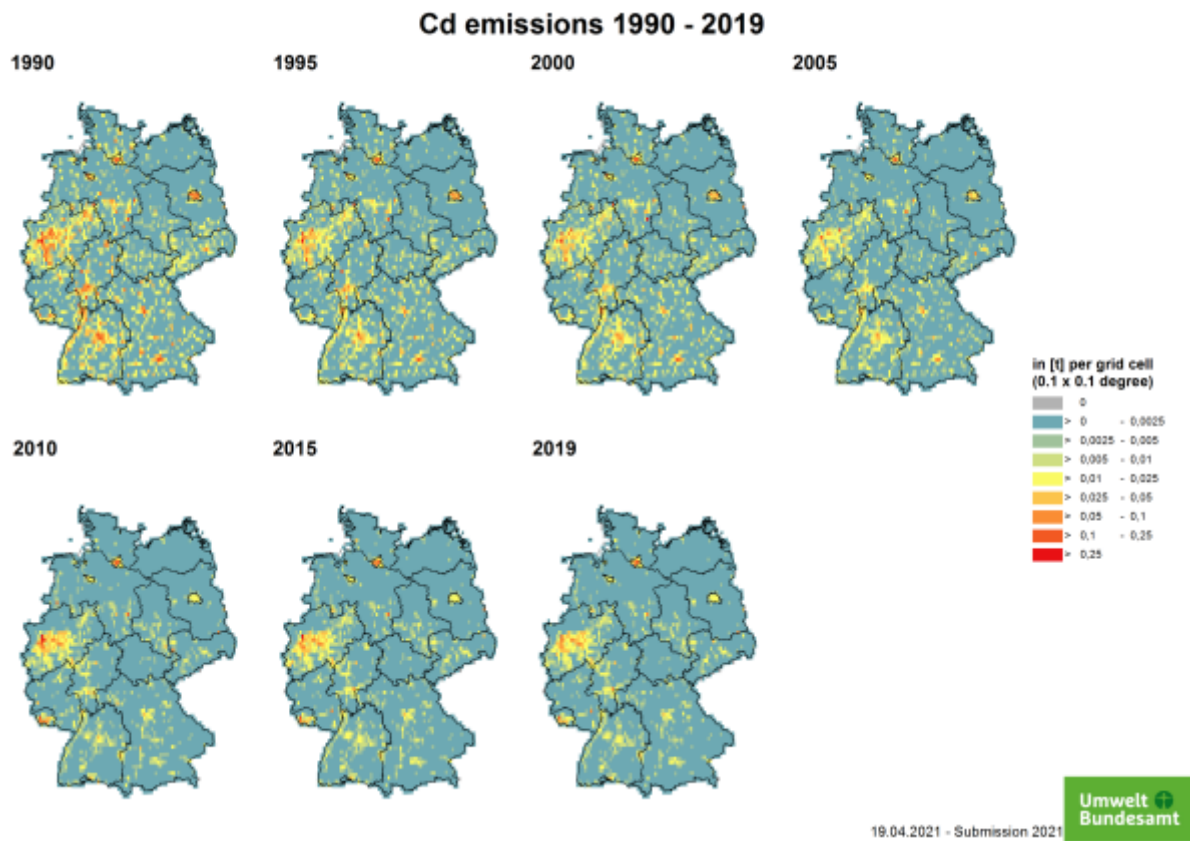 Cd emissions 1990 - 2019
1990
1995
2000
2005
2010
2015
2019
in [t] per grid cell
(0.1 x 0.1 degree)
0
> 0 - 0,0025
> 0,0025 - 0,005
> 0,005 - 0,01
> 0,01 - 0,025
> 0,025 - 0,05
> 0,05 - 0,1
> 0,1 - 0,25
> 0,25
19.04.2021 - Submission 2021
Umwelt
Bundesamt